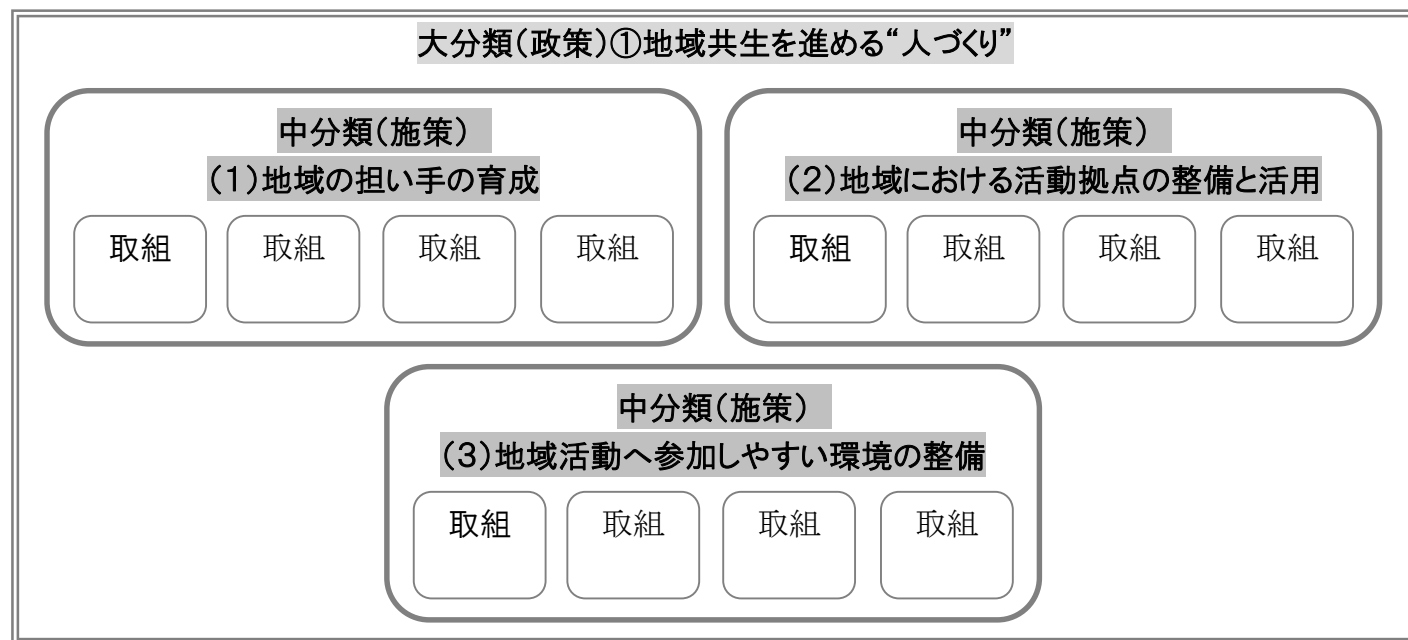 大分類（政策）①地域共生を進める“人づくり”
中分類（施策）
（１）地域の担い手の育成
取組
取組
取組
取組
中分類（施策）
（２）地域における活動拠点の整備と活用
取組
取組
取組
取組
中分類（施策）
（３）地域活動へ参加しやすい環境の整備
取組
取組
取組
取組